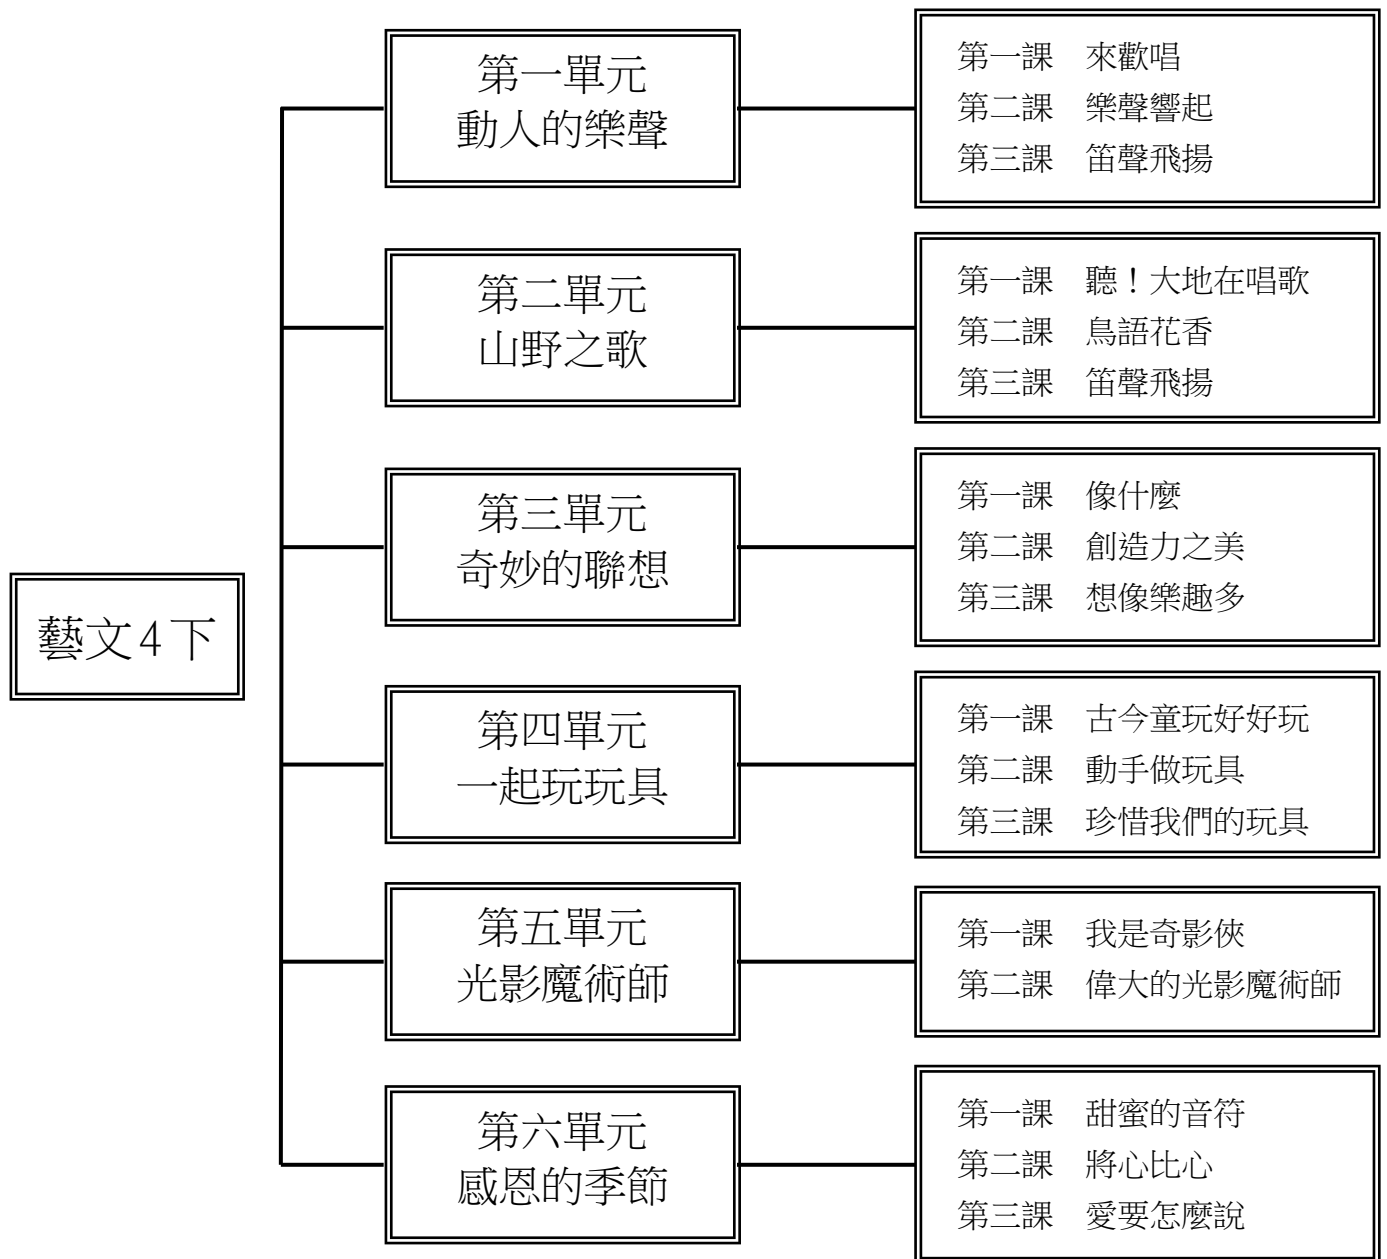 藝文4下
第一單元
動人的樂聲
第一課 來歡唱
第二課 樂聲響起
第三課 笛聲飛揚
第二單元
山野之歌
第一課 聽！大地在唱歌
第二課 鳥語花香
第三課 笛聲飛揚
第三單元
奇妙的聯想
第一課 像什麼
第二課 創造力之美
第三課 想像樂趣多
第四單元
一起玩玩具
第一課 古今童玩好好玩
第二課 動手做玩具
第三課 珍惜我們的玩具
第五單元
光影魔術師
第一課 我是奇影俠
第二課 偉大的光影魔術師
第六單元
感恩的季節
第一課 甜蜜的音符
第二課 將心比心
第三課 愛要怎麼說